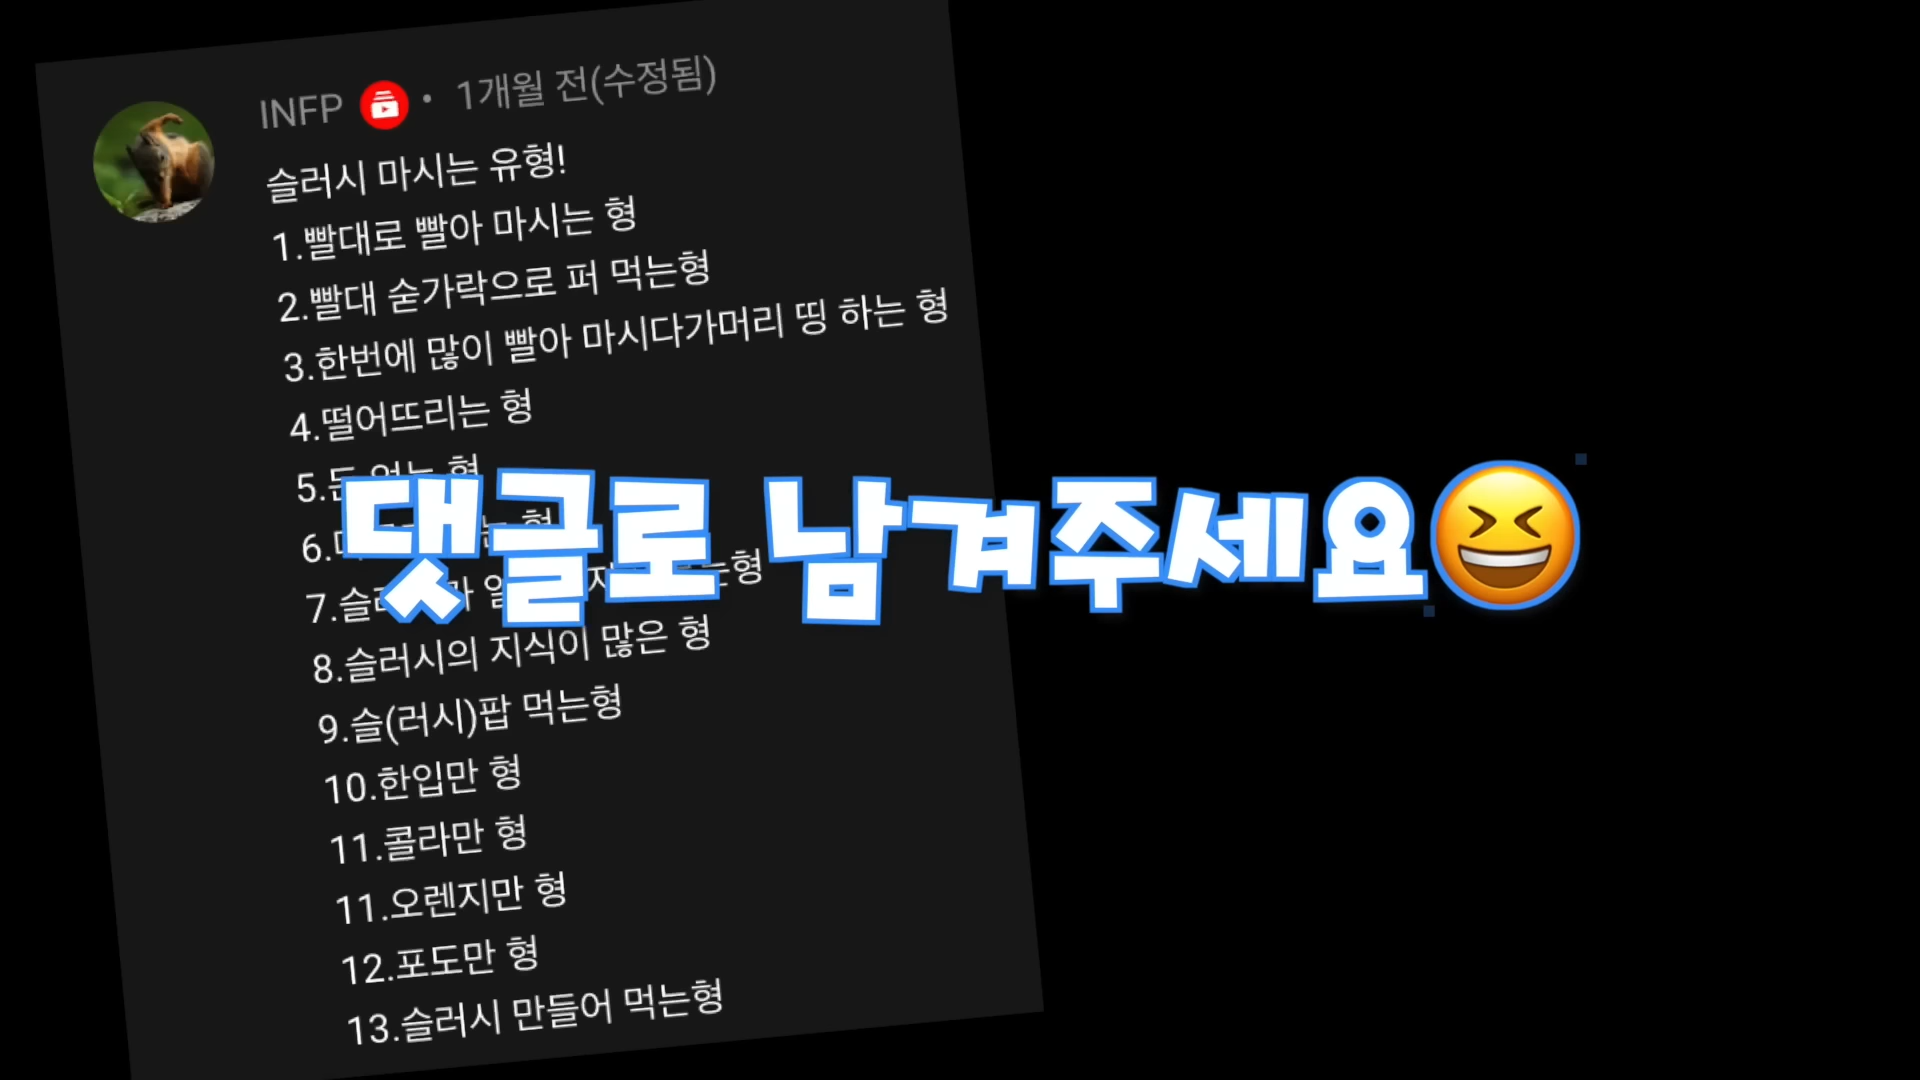 INFP • 1개월 전(수정됨)
슬러시 마시는 유형!
1.빨대로 빨아 마시는 형
2.빨대 숟가락으로 퍼 먹는형
3.한번에 많이 빨아 마시다가머리 띵 하는 형
4.떨어뜨리는 형
5. 형
6. 형
7.
댓글로 남겨주세요😆
8.슬러시의 지식이 많은 형
9.슬(러시)팝 먹는형
10.한입만 형
11.콜라만 형
11.오렌지만 형
12.포도만 형
13.슬러시 만들어 먹는형